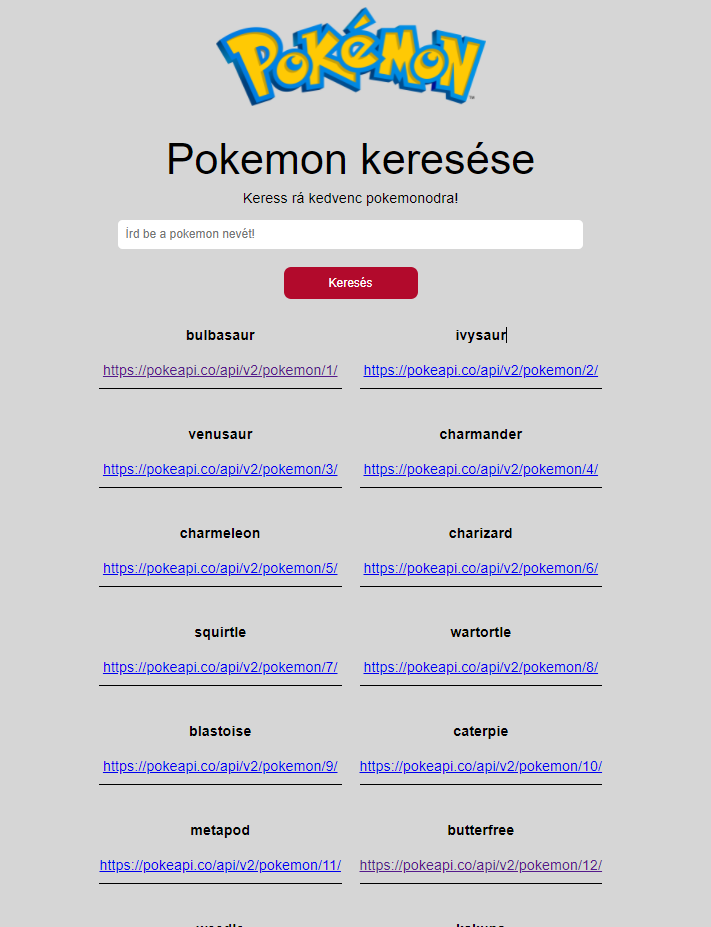 POKÉMON
TM
Pokemon keresése
Keress rá kedvenc pokemonodra!
Írd be a pokemon nevét!
Keresés
bulbasaur
https://pokeapi.co/api/v2/pokemon/1/
ivysaur
https://pokeapi.co/api/v2/pokemon/2/
venusaur
https://pokeapi.co/api/v2/pokemon/3/
charmander
https://pokeapi.co/api/v2/pokemon/4/
charmeleon
https://pokeapi.co/api/v2/pokemon/5/
charizard
https://pokeapi.co/api/v2/pokemon/6/
squirtle
https://pokeapi.co/api/v2/pokemon/7/
wartortle
https://pokeapi.co/api/v2/pokemon/8/
blastoise
https://pokeapi.co/api/v2/pokemon/9/
caterpie
https://pokeapi.co/api/v2/pokemon/10/
metapod
https://pokeapi.co/api/v2/pokemon/11/
butterfree
https://pokeapi.co/api/v2/pokemon/12/